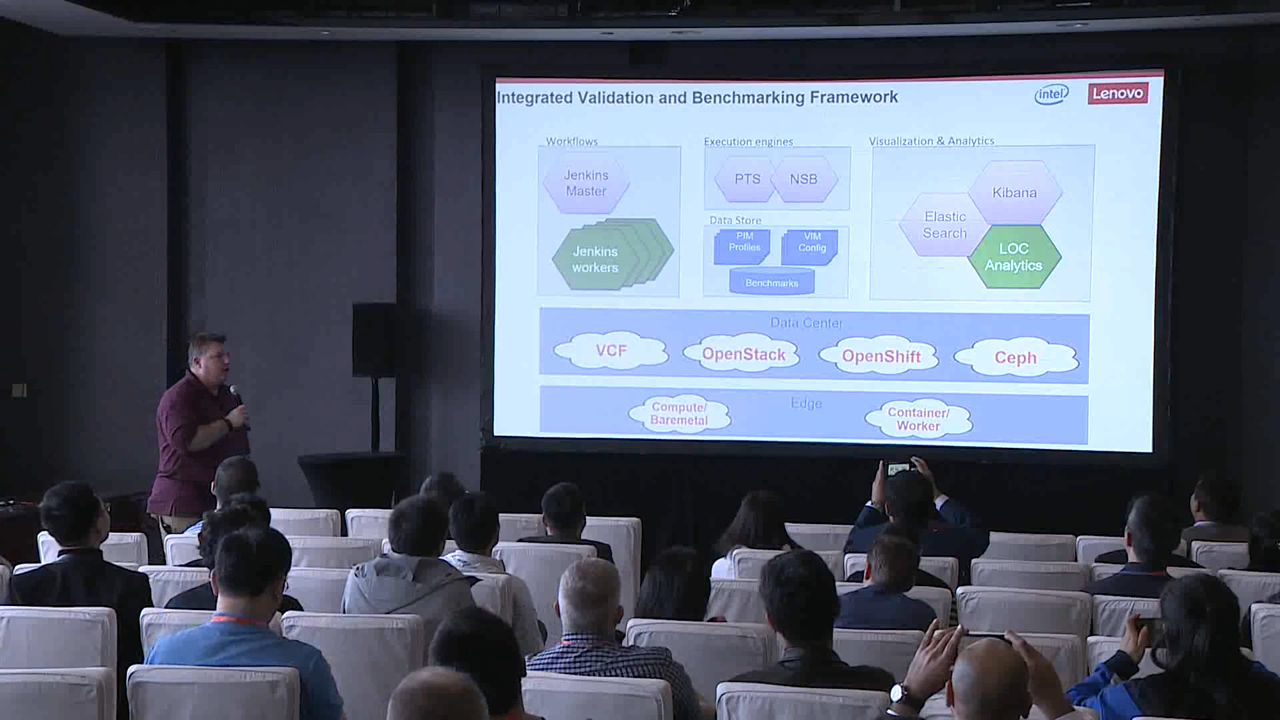 Integrated Validation and Benchmarking Framework
intel
Lenovo
Workflows
Jenkins
Master
Jenkins
workers
Execution engines
PTS
NSB
Data Store
PIM
Profiles
VIM
Config
Benchmarks
Visualization & Analytics
Kibana
Elastic
Search
LOC
Analytics
Data Center
VCF
OpenStack
OpenShift
Ceph
Edge
Compute/
Baremetal
Container/
Worker